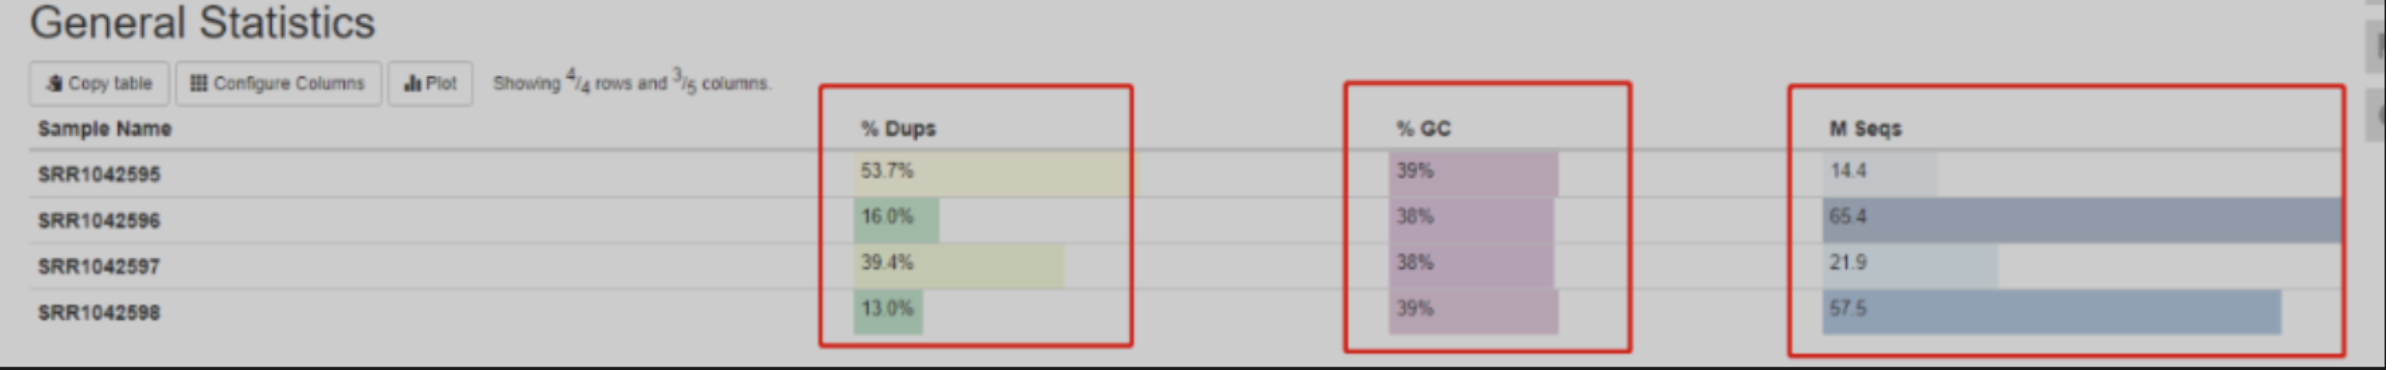 General Statistics
Copy table Configure Columns Plot Showing 4/4 rows and 3/5 columns.
Sample Name % Dups % GC M Seqs
SRR1042595 53.7% 39% 14.4
SRR1042596 16.0% 38% 65.4
SRR1042597 39.4% 38% 21.9
SRR1042598 13.0% 39% 57.5